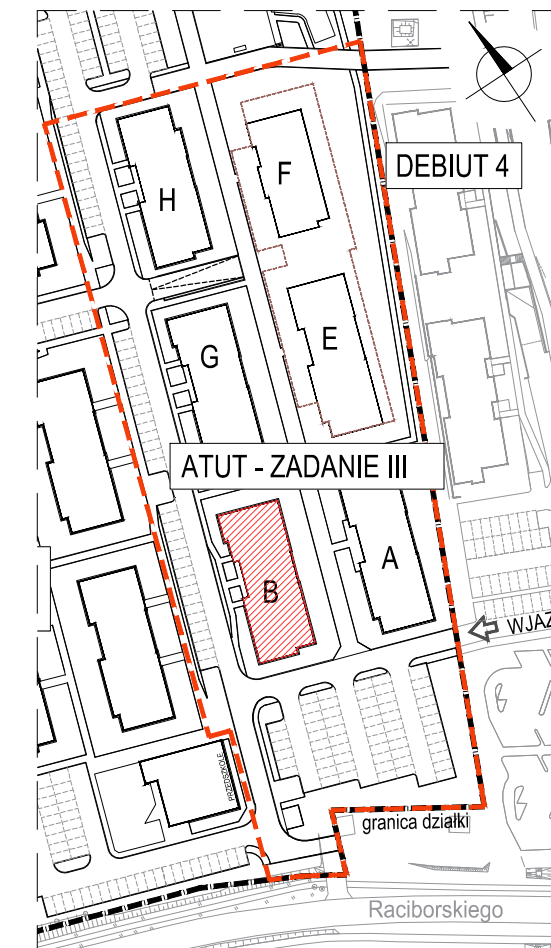 DEBIUT 4
H
F
E
G
ATUT - ZADANIE III
B
A
WJAZ
PRZEDSZKOLE
granica działki
Raciborskiego